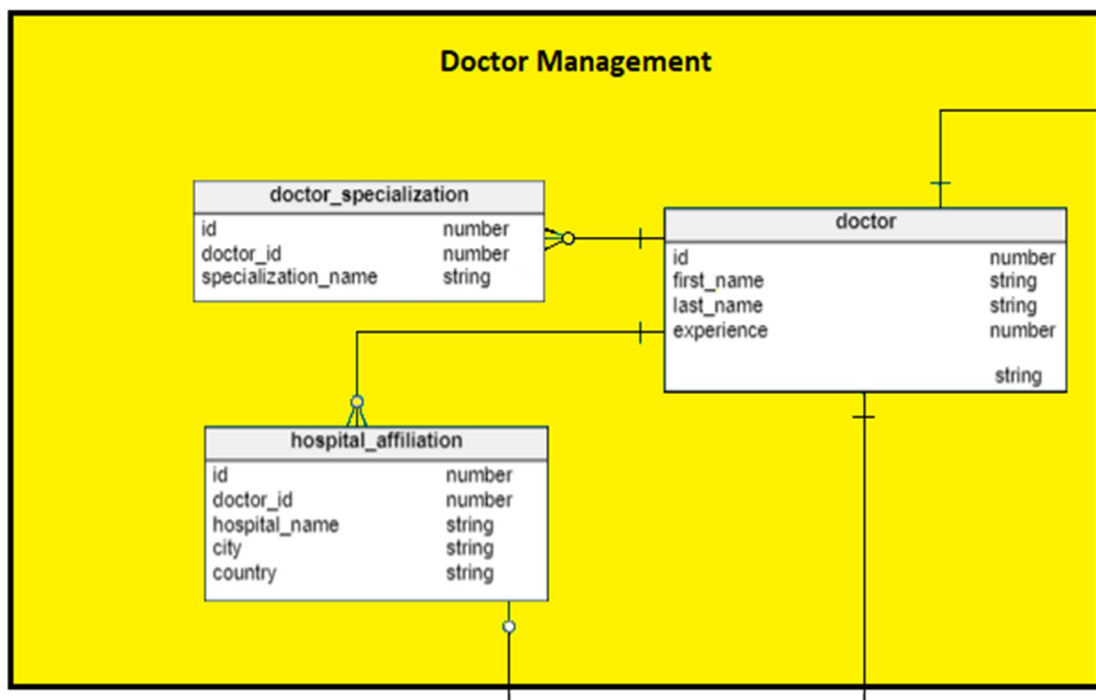 Doctor Management
doctor_specialization
id number
doctor_id number
specialization_name string
doctor
id number
first_name string
last_name string
experience number
string
hospital_affiliation
id number
doctor_id number
hospital_name string
city string
country string